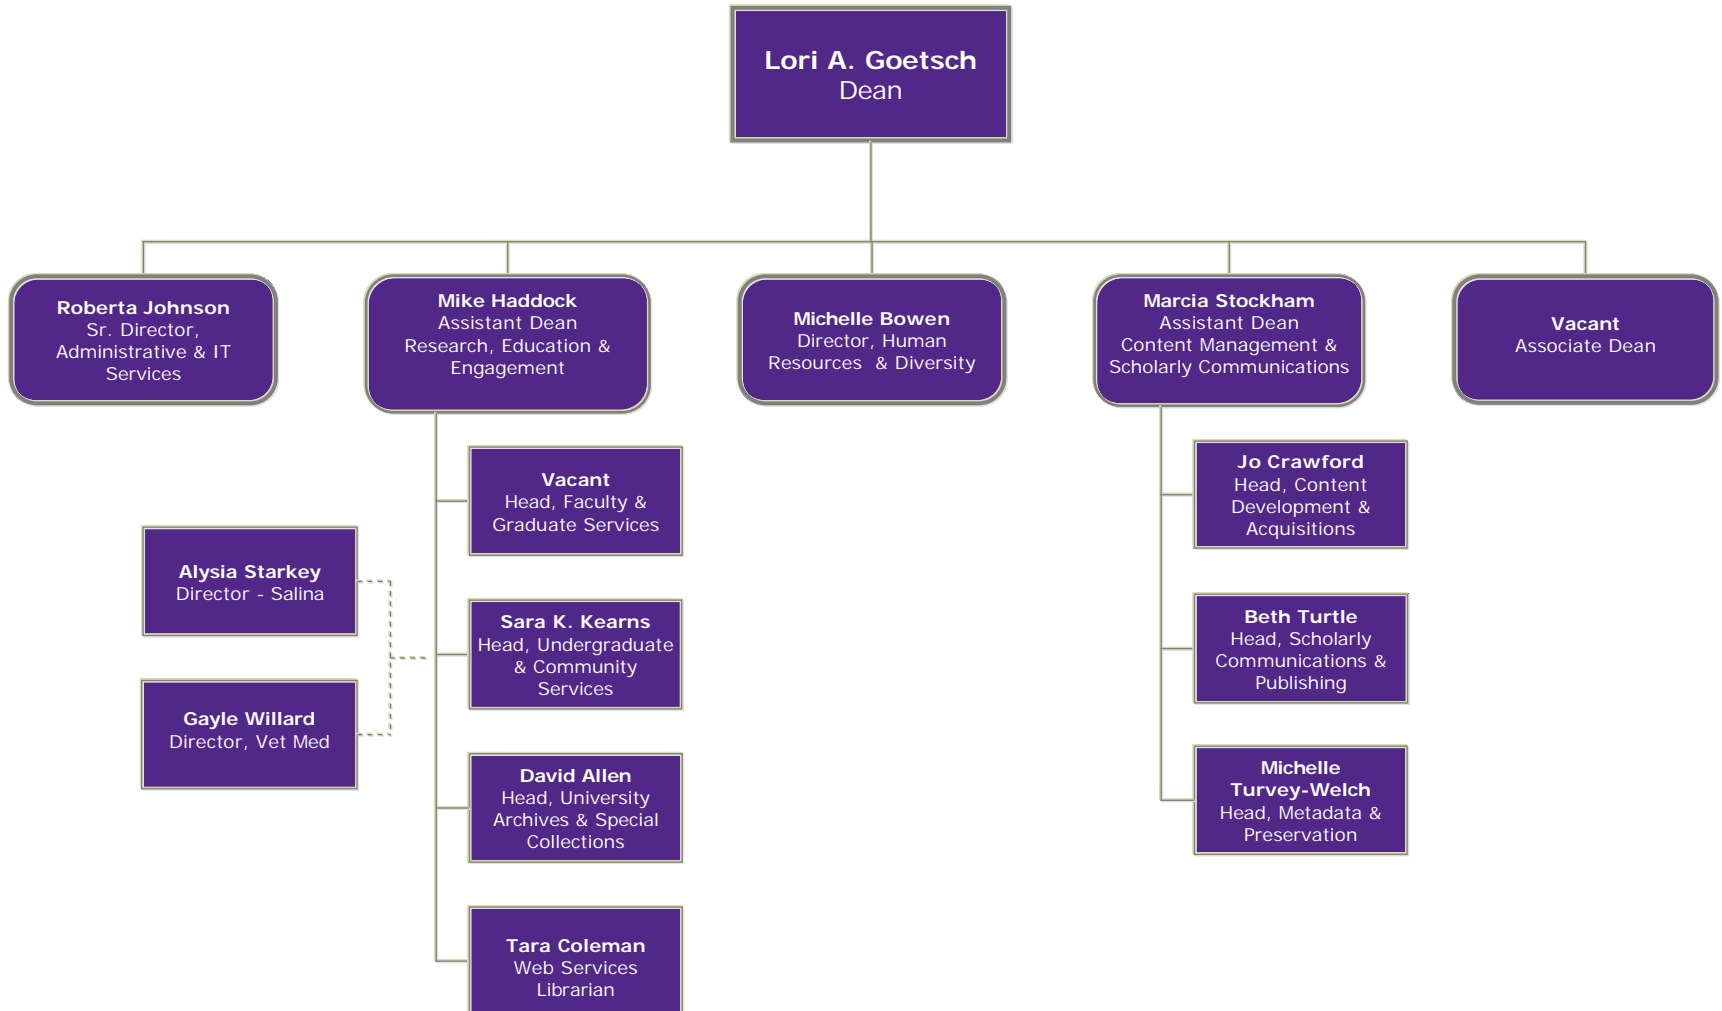 Lori A. Goetsch
Dean
Roberta Johnson
Sr. Director,
Administrative & IT
Services
Mike Haddock
Assistant Dean
Research, Education &
Engagement
Michelle Bowen
Director, Human
Resources & Diversity
Marcia Stockham
Assistant Dean
Content Management &
Scholarly Communications
Vacant
Associate Dean
Vacant
Head, Faculty &
Graduate Services
Alysia Starkey
Director - Salina
Sara K. Kearns
Head, Undergraduate
& Community
Services
Gayle Willard
Director, Vet Med
David Allen
Head, University
Archives & Special
Collections
Tara Coleman
Web Services
Librarian
Jo Crawford
Head, Content
Development &
Acquisitions
Beth Turtle
Head, Scholarly
Communications &
Publishing
Michelle
Turvey-Welch
Head, Metadata &
Preservation